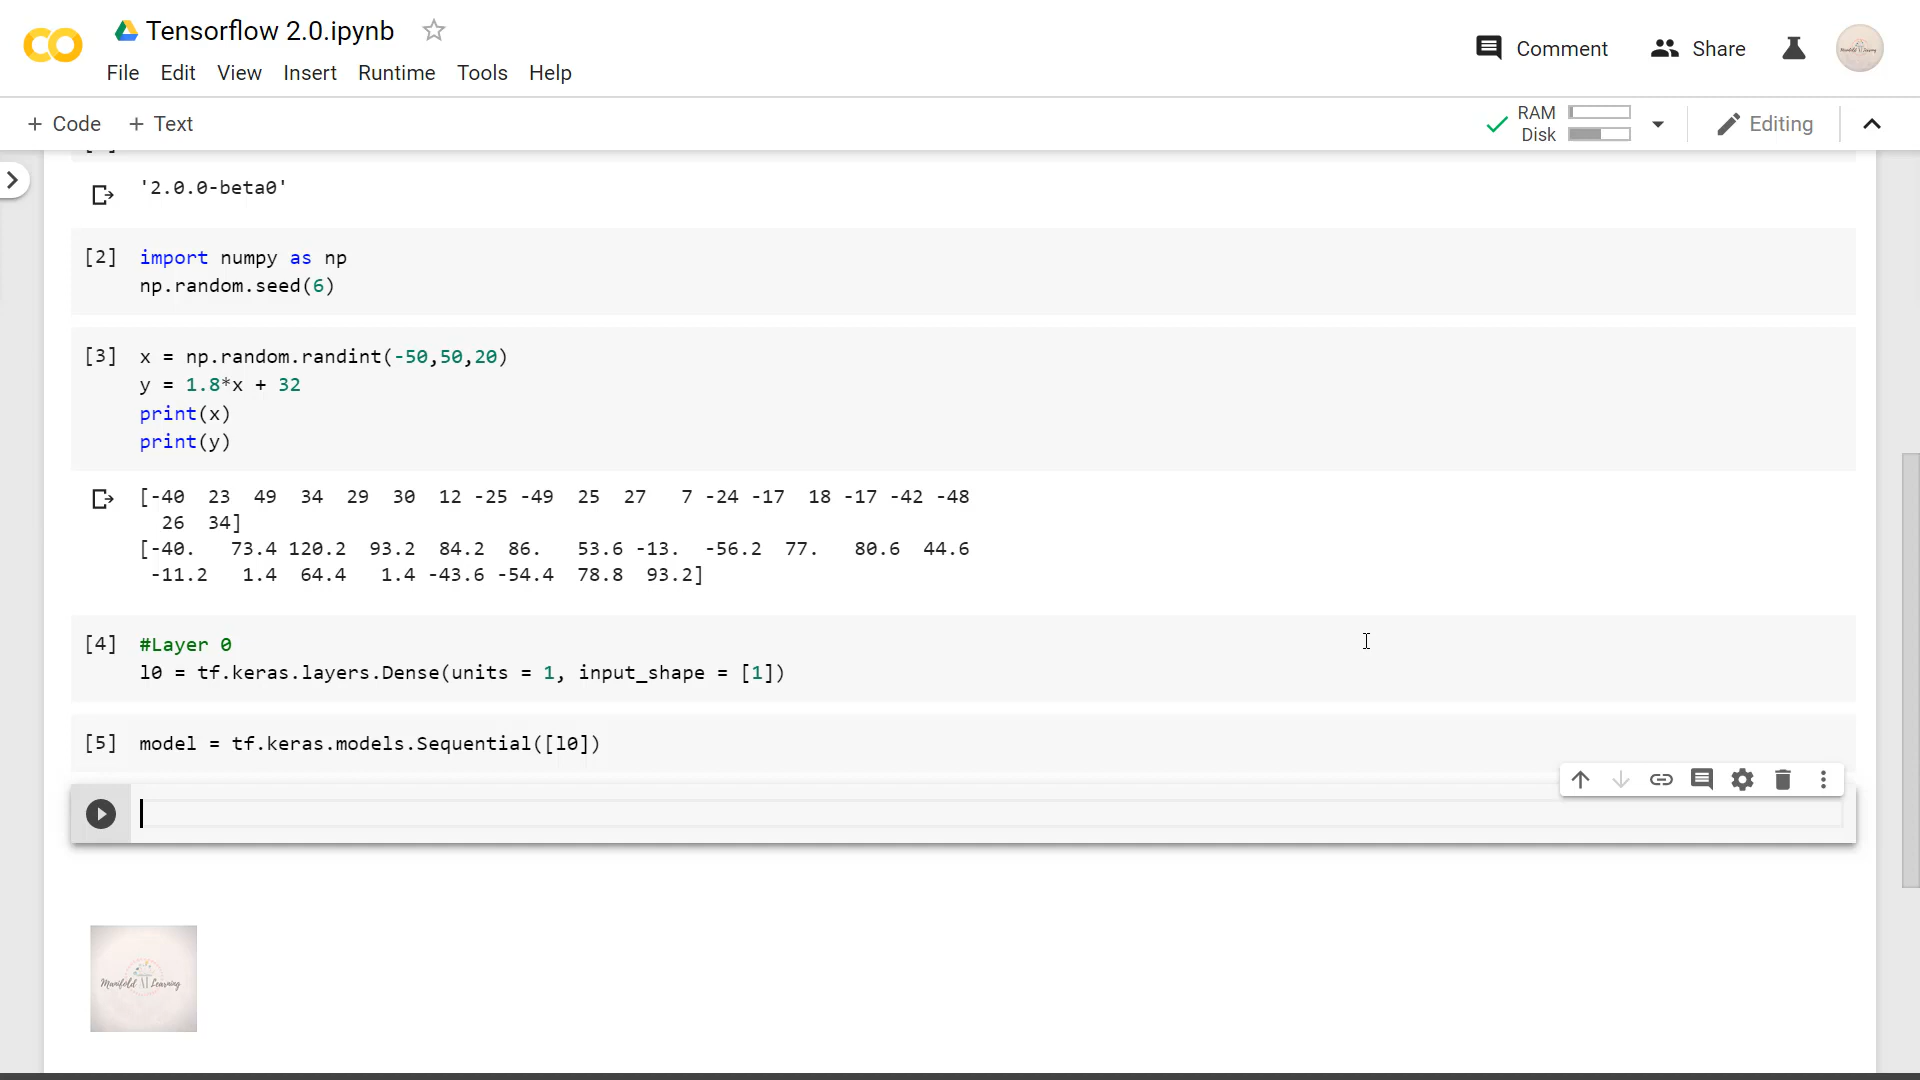 Tensorflow 2.0.ipynb
File Edit View Insert Runtime Tools Help
Comment Share
+ Code + Text
RAM
Disk
Editing
'2.0.0-beta0'
[2] import numpy as np
np.random.seed(6)
[3] x = np.random.randint(-50,50,20)
y = 1.8*x + 32
print(x)
print(y)
[-40 23 49 34 29 30 12 -25 -49 25 27 7 -24 -17 18 -17 -42 -48
26 34]
[-40. 73.4 120.2 93.2 84.2 86. 53.6 -13. -56.2 77. 80.6 44.6
-11.2 1.4 64.4 1.4 -43.6 -54.4 78.8 93.2]
[4] #Layer 0
l0 = tf.keras.layers.Dense(units = 1, input_shape = [1])
[5] model = tf.keras.models.Sequential([l0])
Manifold AI Learning